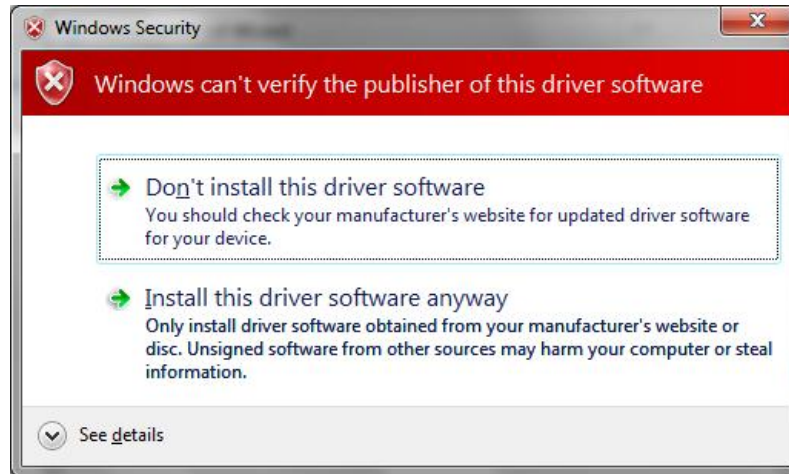 Windows Security
Windows can't verify the publisher of this driver software
Don't install this driver software
You should check your manufacturer's website for updated driver software
for your device.
Install this driver software anyway
Only install driver software obtained from your manufacturer's website or
disc. Unsigned software from other sources may harm your computer or steal
information.
See details